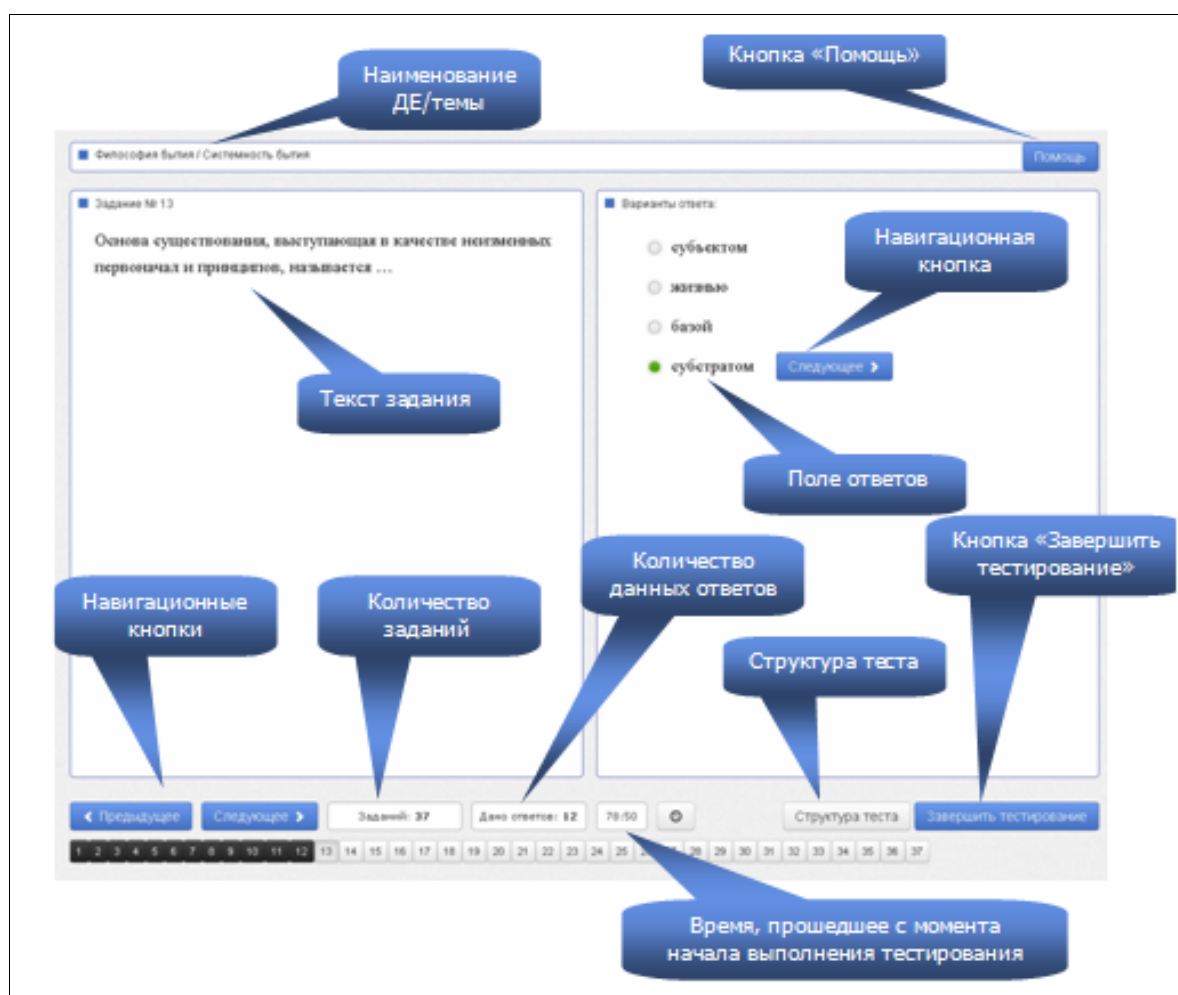 Кнопка «Помощь»
Наименование
ДЕ/темы
Философия бытия / Системность бытия
Помощь
Задание № 13
Основа существования, выступающая в качестве неизменных
первоначал и принципов, называется …
Текст задания
Варианты ответа:
субъектом
жизнью
базой
субстратом
Следующее
Навигационная
кнопка
Поле ответов
Кнопка «Завершить
тестирование»
Количество
данных ответов
Навигационные
кнопки
Количество
заданий
Структура теста
Предыдущее
Следующее
Заданий: 37
Дано ответов: 12
78:50
Структура теста
Завершить тестирование
1 2 3 4 5 6 7 8 9 10 11 12 13 14 15 16 17 18 19 20 21 22 23 24 25 28 29 30 31 32 33 34 35 36 37
Время, прошедшее с момента
начала выполнения тестирования